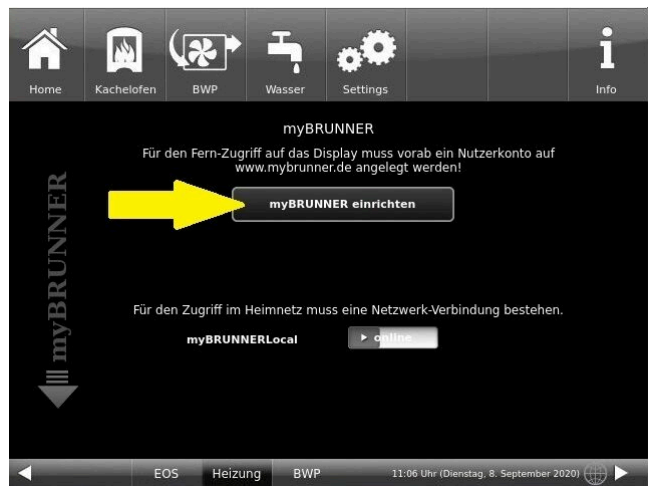 Home
Kachelofen
BWP
Wasser
Settings
Info
myBRUNNER
Für den Fern-Zugriff auf das Display muss vorab ein Nutzerkonto auf
www.mybrunner.de angelegt werden!
myBRUNNER einrichten
myBRUNNER
Für den Zugriff im Heimnetz muss eine Netzwerk-Verbindung bestehen.
myBRUNNERLocal
online
EOS
Heizung
BWP
11:06 Uhr (Dienstag, 8. September 2020)